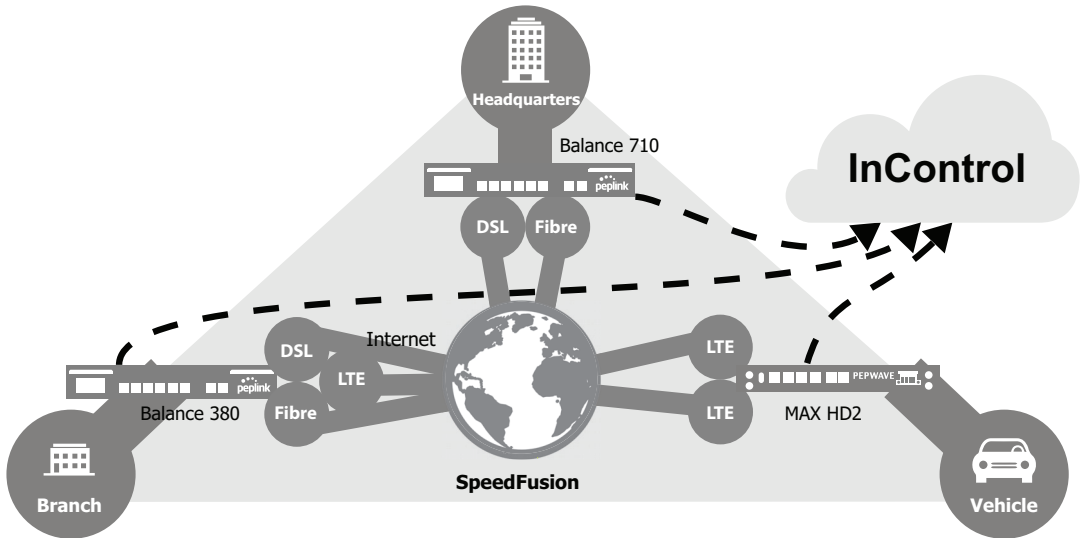 Headquarters
Balance 710
peplink
InControl
DSL
Fibre
Internet
DSL
LTE
Fibre
LTE
LTE
peplink
Balance 380
PEPWAVE
MAX HD2
SpeedFusion
Branch
Vehicle